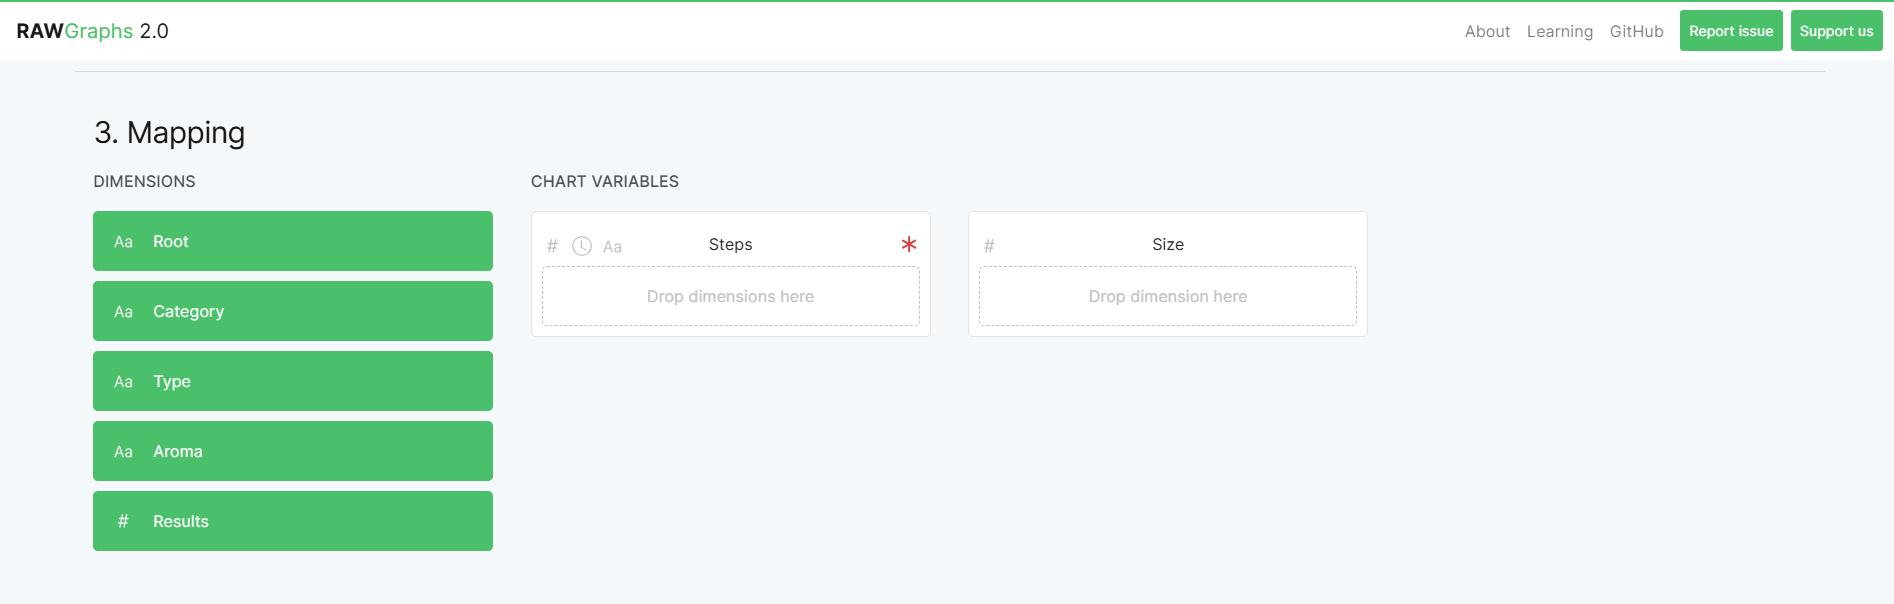 RAWGraphs 2.0
About Learning GitHub Report issue Support us
3. Mapping
DIMENSIONS
Aa Root
Aa Category
Aa Type
Aa Aroma
# Results
CHART VARIABLES
# Aa Steps *
Drop dimensions here
# Size
Drop dimension here